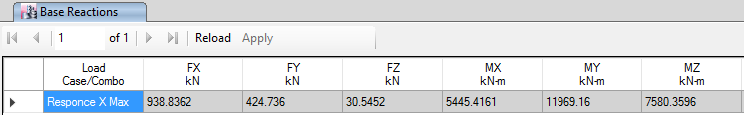 Base Reactions
1 of 1 Reload Apply
Load FX FY FZ MX MY MZ
Case/Combo kN kN kN kN-m kN-m kN-m
Responce X Max 938.8362 424.736 30.5452 5445.4161 11969.16 7580.3596